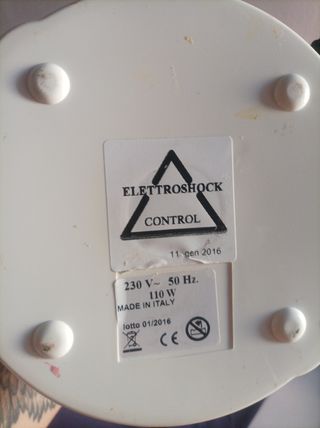 ELETTROSHOCK
CONTROL
11 gen 2016
230 V~ 50 Hz.
110 W
MADE IN ITALY
lotto 01/2016
CE